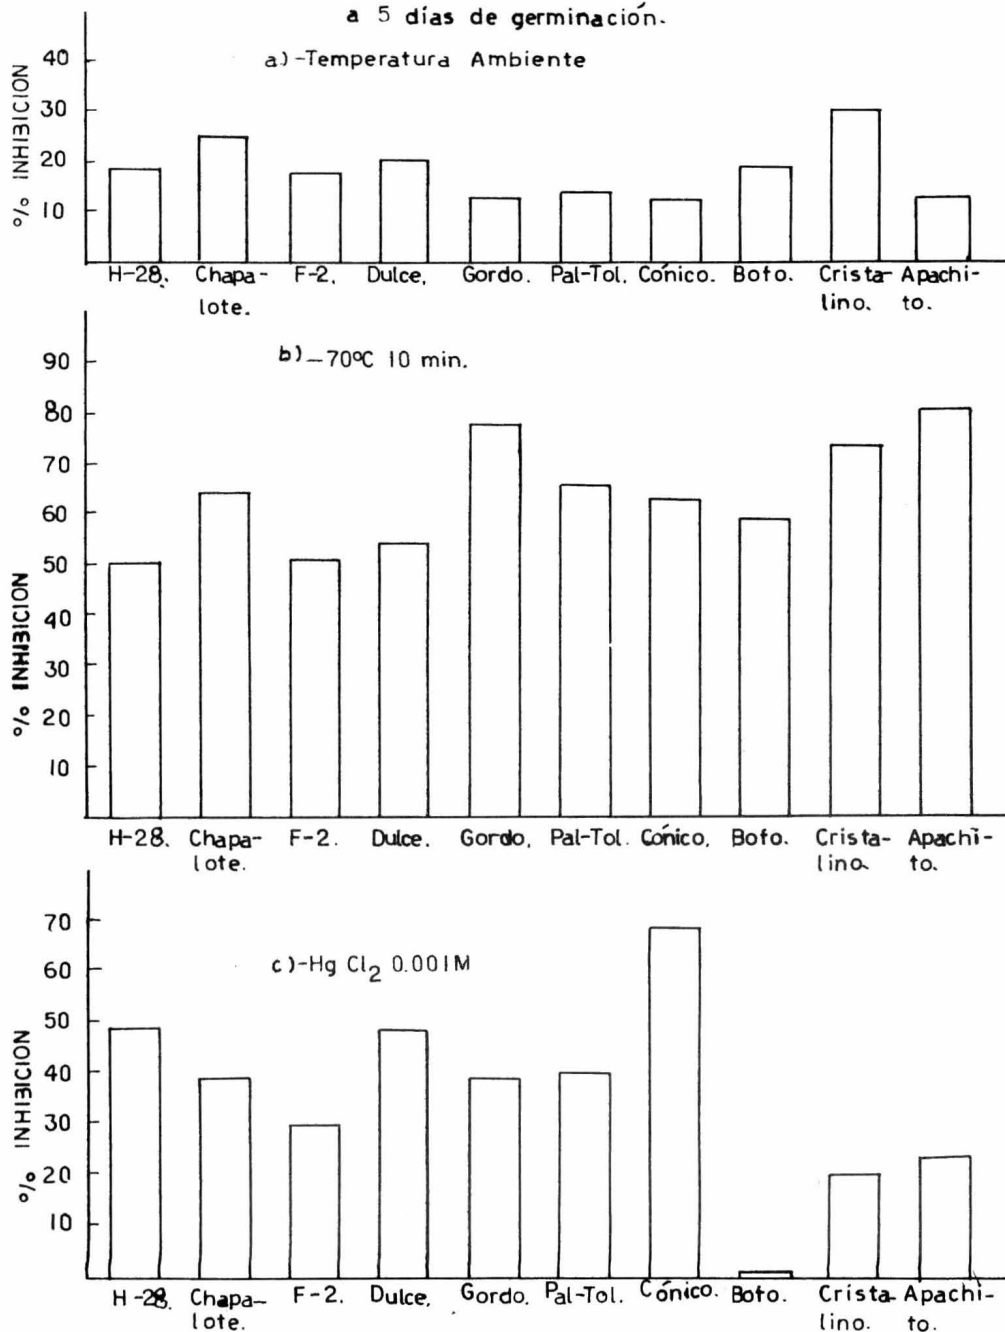 a 5 días de germinación.
a)-Temperatura Ambiente
% INHIBICION
40
30
20
10
H-28. Chapa- F-2. Dulce. Gordo. Pal-Tol. Cónico. Bofo. Crista- Apachi-
lote. lino. to.
b)-70ºC 10 min.
% INHIBICION
90
80
70
60
50
40
30
20
10
H-28. Chapa- F-2. Dulce. Gordo. Pal-Tol. Cónico. Bofo. Crista- Apachi-
lote. lino. to.
c)-Hg Cl2 0.001M
% INHIBICION
70
60
50
40
30
20
10
H-28. Chapa- F-2. Dulce. Gordo. Pal-Tol. Cónico. Bofo. Crista- Apachi-
lote. lino. to.